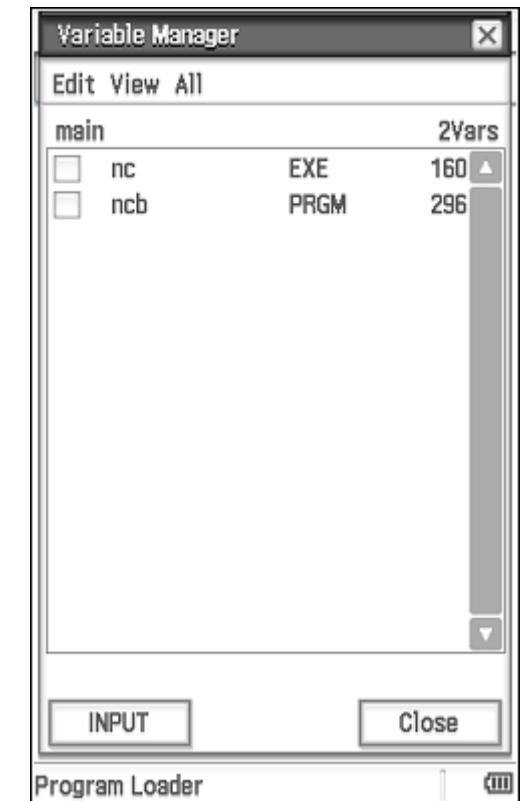 Variable Manager
Edit View All
main 2Vars
nc EXE 160
ncb PRGM 296
INPUT Close
Program Loader